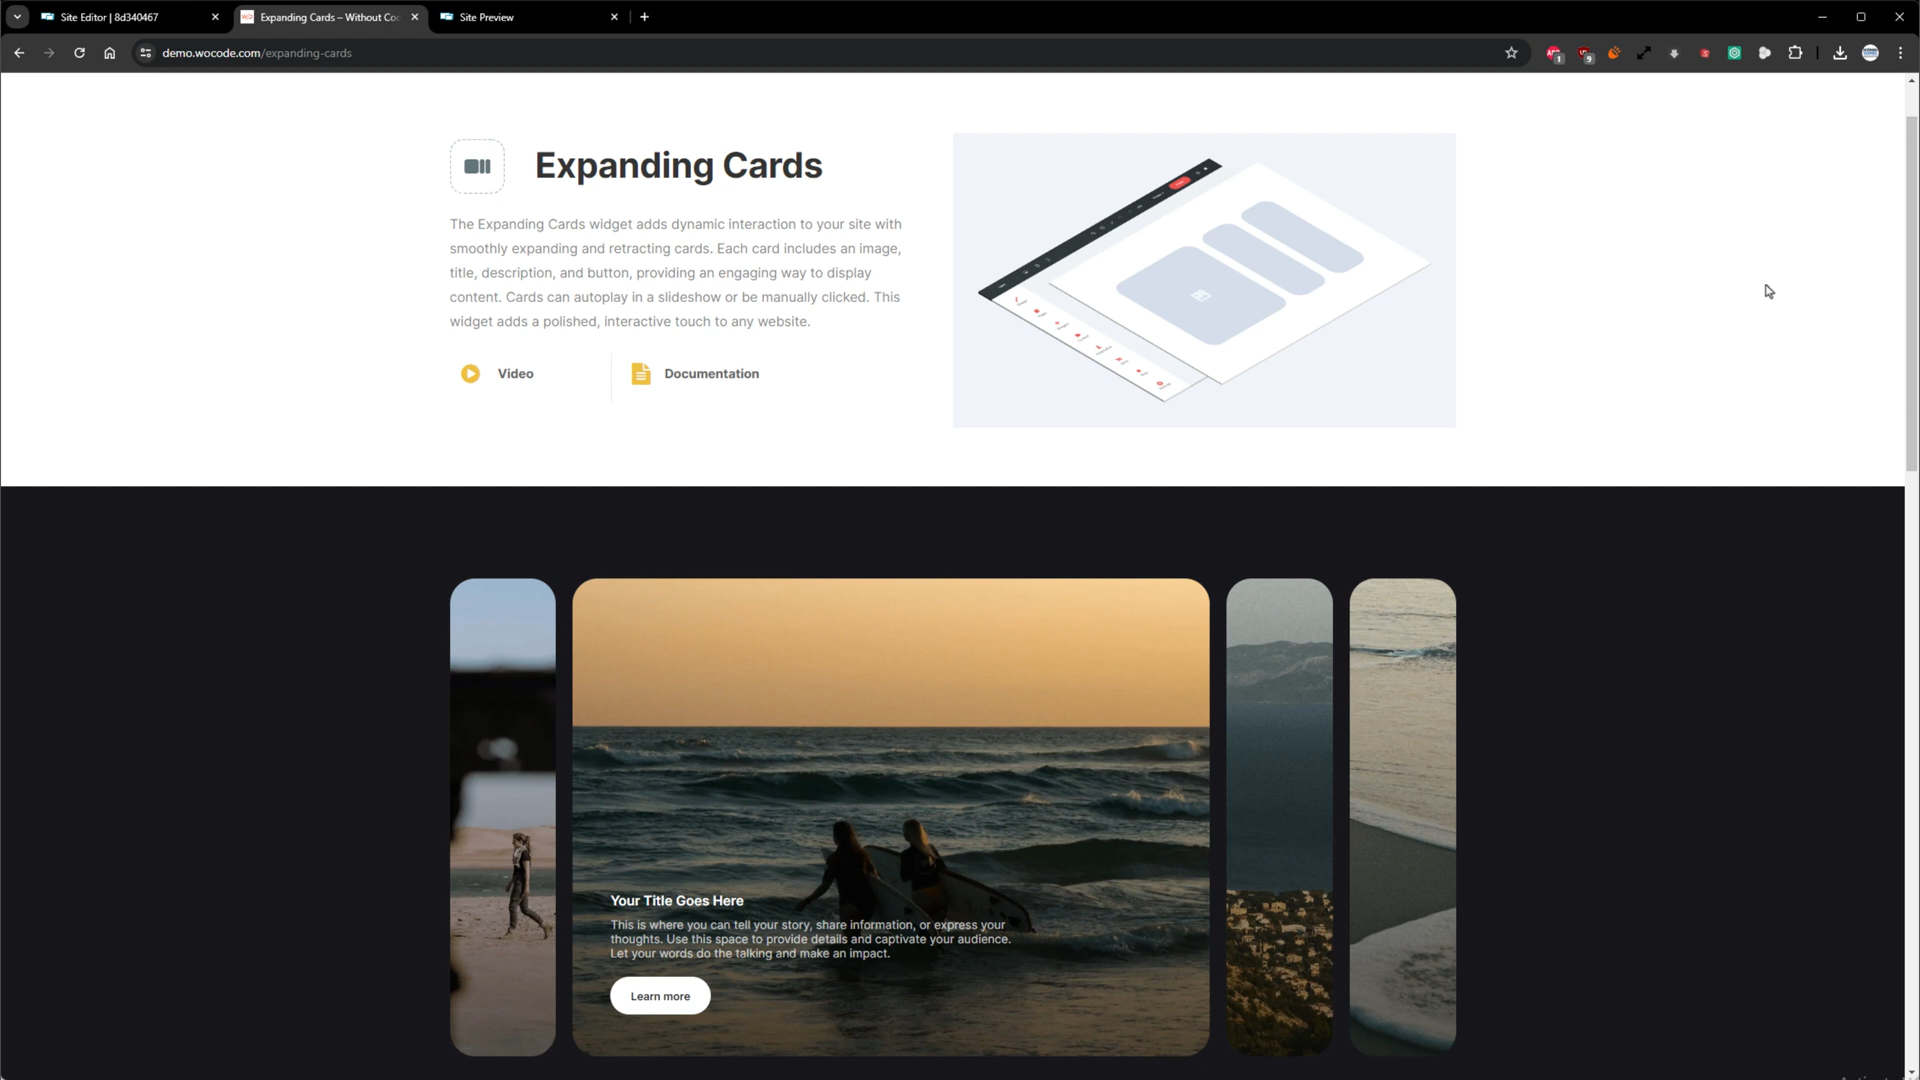 Site Editor | 8d340467
Expanding Cards – Without Co
Site Preview
demo.wocode.com/expanding-cards
1
9
Expanding Cards
The Expanding Cards widget adds dynamic interaction to your site with
smoothly expanding and retracting cards. Each card includes an image,
title, description, and button, providing an engaging way to display
content. Cards can autoplay in a slideshow or be manually clicked. This
widget adds a polished, interactive touch to any website.
Video
Documentation
Your Title Goes Here
This is where you can tell your story, share information, or express your
thoughts. Use this space to provide details and captivate your audience.
Let your words do the talking and make an impact.
Learn more